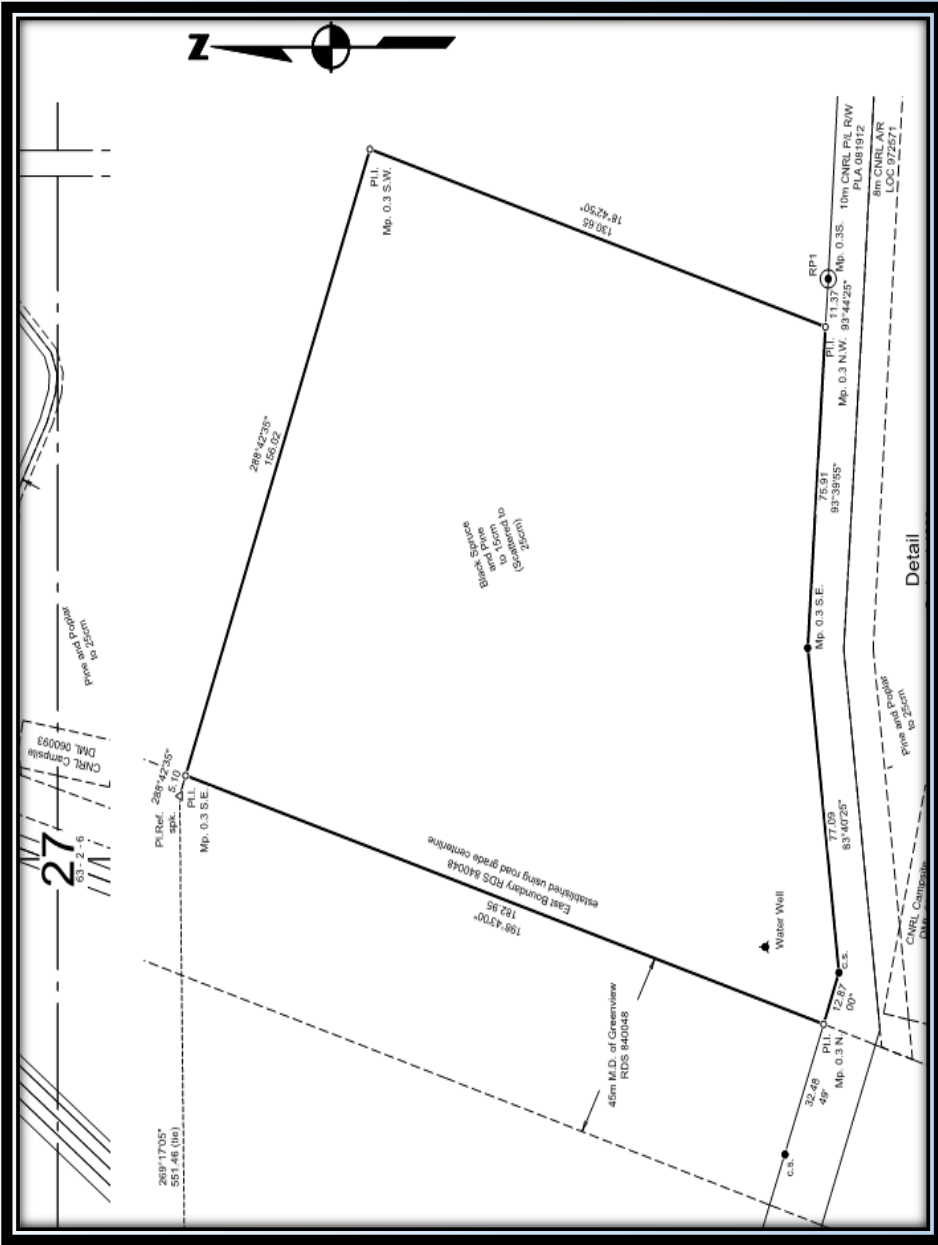 N
27
63 - 2 - 6
CNRL Campsite
DML 060093
Pine and Poplar
to 25cm
269°17'05"
551.46 (tie)
Pl.Ref.
spk.
288°42'35"
5.10
Pl.I.
Mp. 0.3 S.E.
288°42'35"
156.02
Pl.I.
Mp. 0.3 S.W.
130.65
18°42'50"
Black Spruce
and Pine
to 15cm
(Scattered to
25cm)
East Boundary RDS 840048
established using road grade centerline
198°43'00"
182.95
45m M.D. of Greenview
RDS 840048
Water Well
RP1
11.37
93°44'25"
Mp. 0.3S.
10m CNRL P/L R/W
PLA 081912
8m CNRL A/R
LOC 972571
Pl.I.
Mp. 0.3 N.W.
75.91
93°39'55"
Mp. 0.3 S.E.
77.09
83°40'25"
c.s.
12.87
00"
Pl.I.
Mp. 0.3 N.
32.48
49'
c.s.
Pine and Poplar
to 25cm
CNRL Campsite
Detail